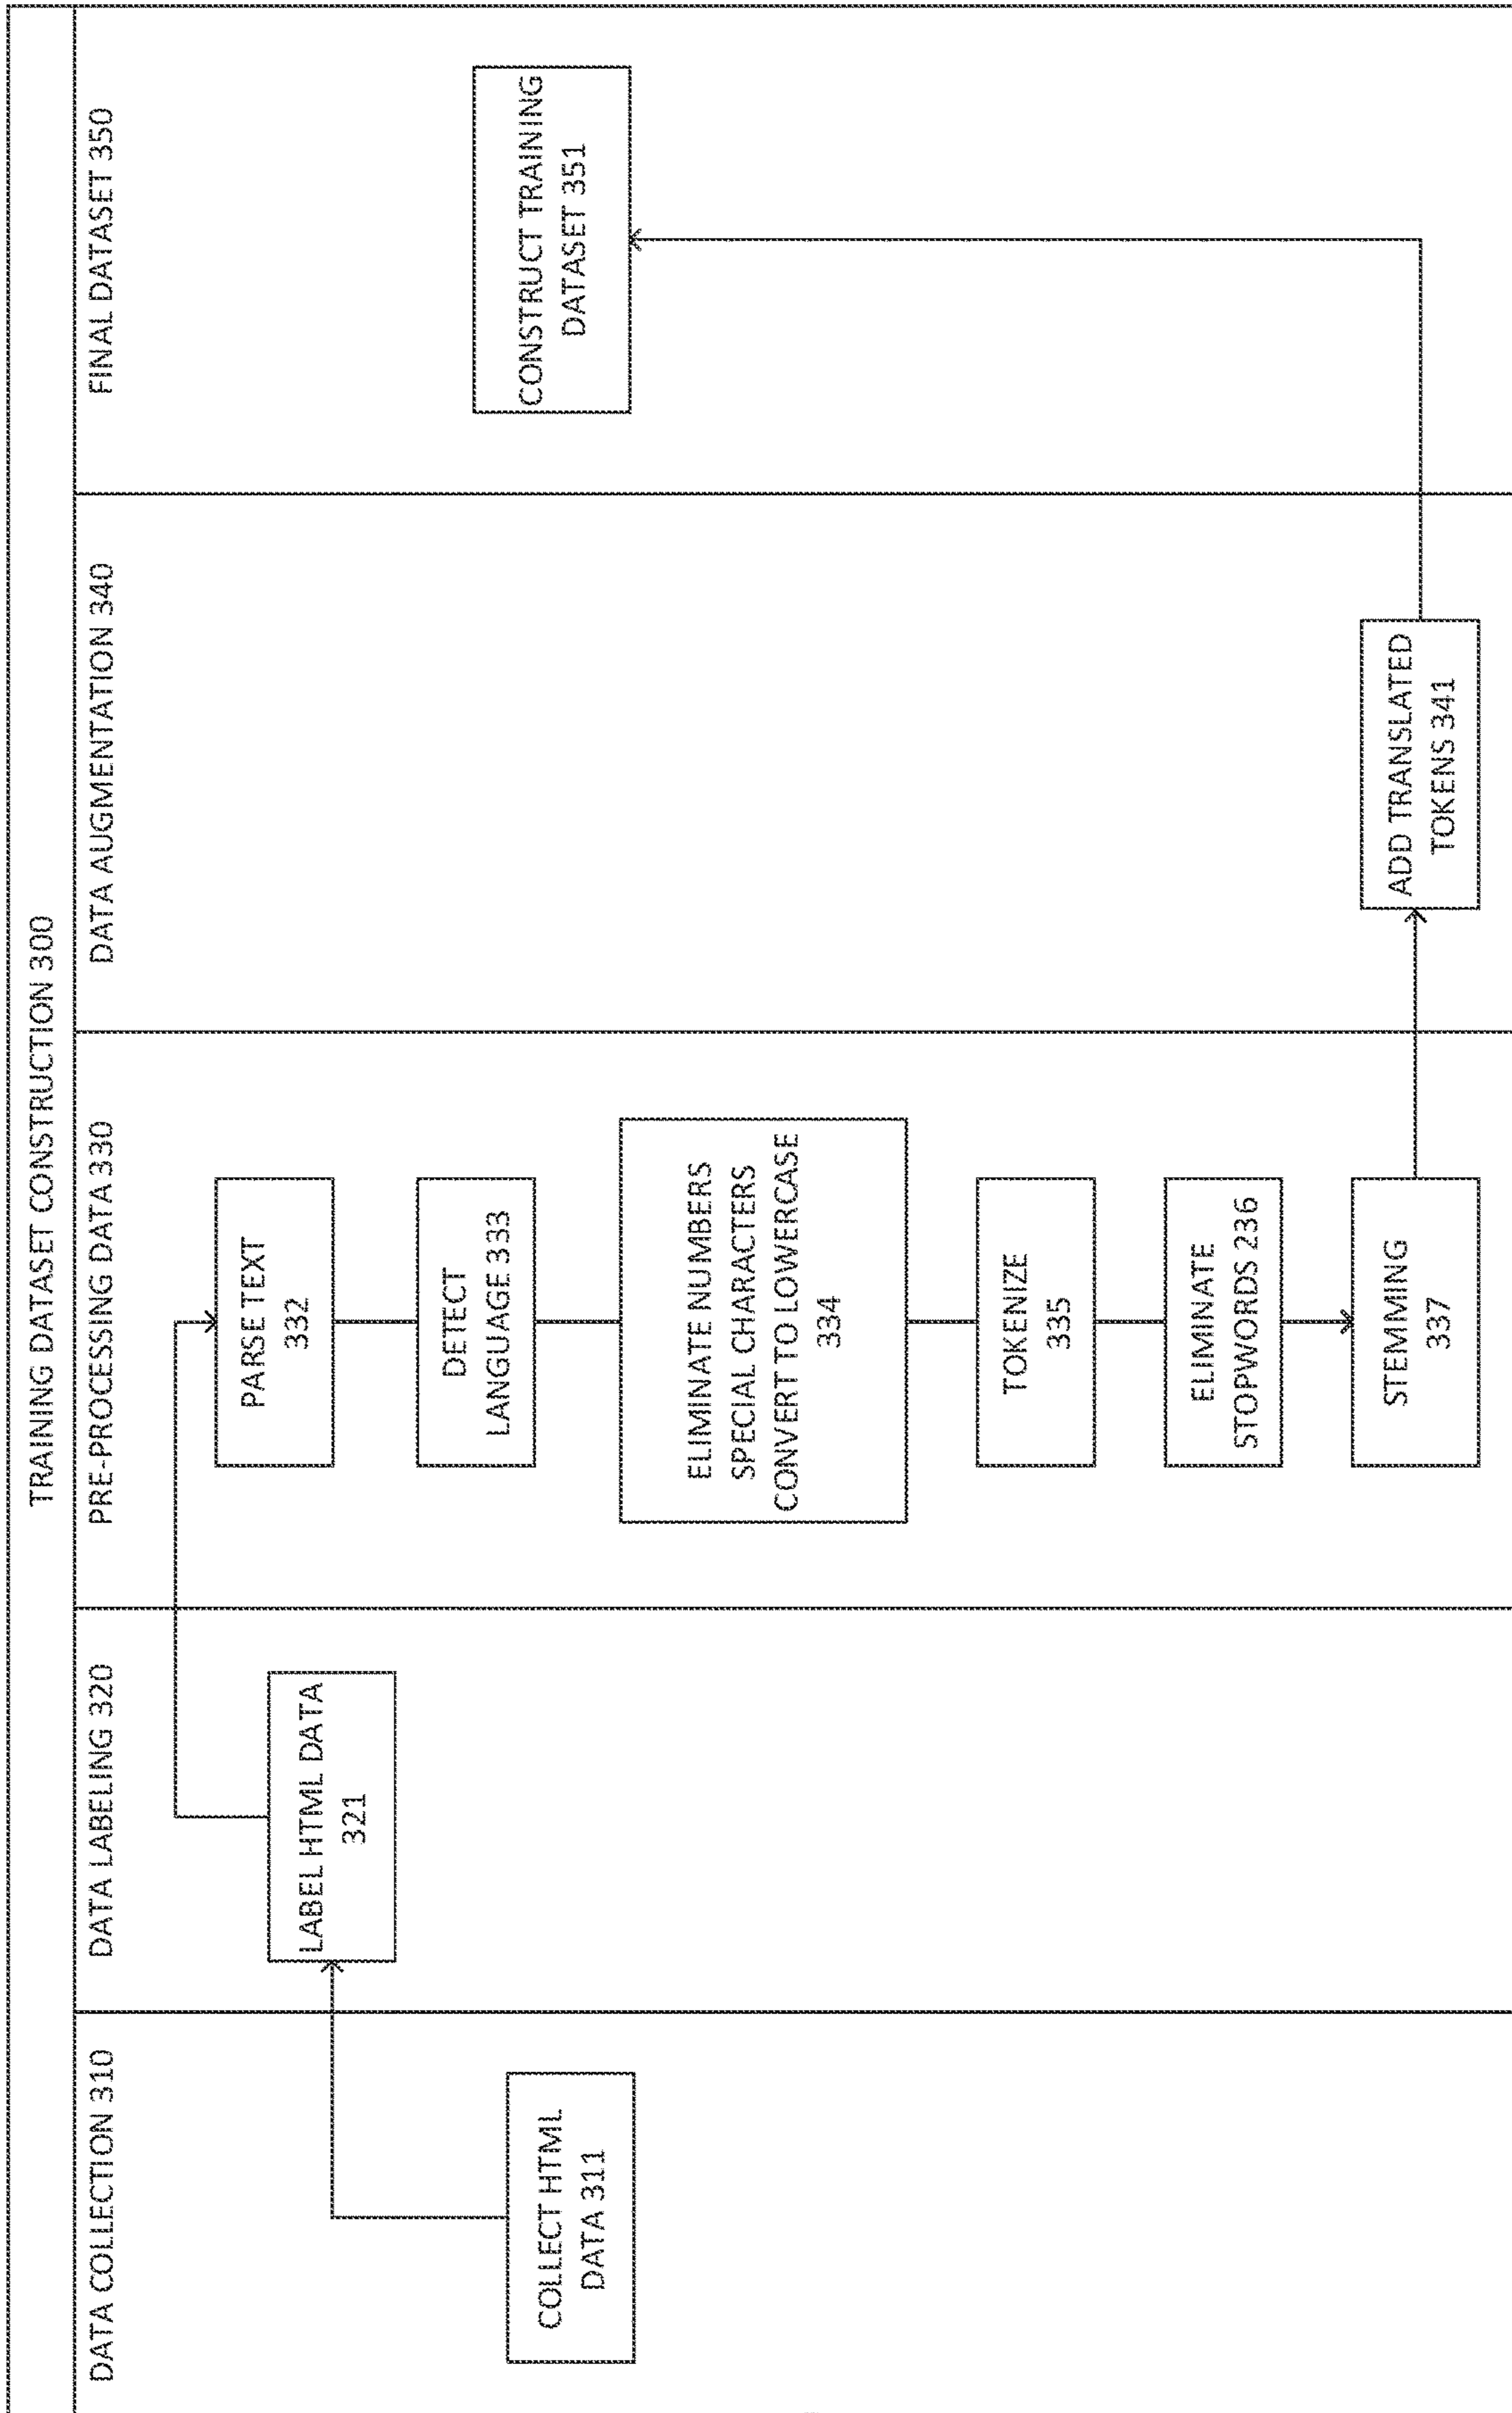 TRAINING DATASET CONSTRUCTION 300
DATA COLLECTION 310
COLLECT HTML
DATA 311
DATA LABELING 320
LABEL HTML DATA
321
PRE-PROCESSING DATA 330
PARSE TEXT
332
DETECT
LANGUAGE 333
ELIMINATE NUMBERS
SPECIAL CHARACTERS
CONVERT TO LOWERCASE
334
TOKENIZE
335
ELIMINATE
STOPWORDS 236
STEMMING
337
DATA AUGMENTATION 340
ADD TRANSLATED
TOKENS 341
FINAL DATASET 350
CONSTRUCT TRAINING
DATASET 351